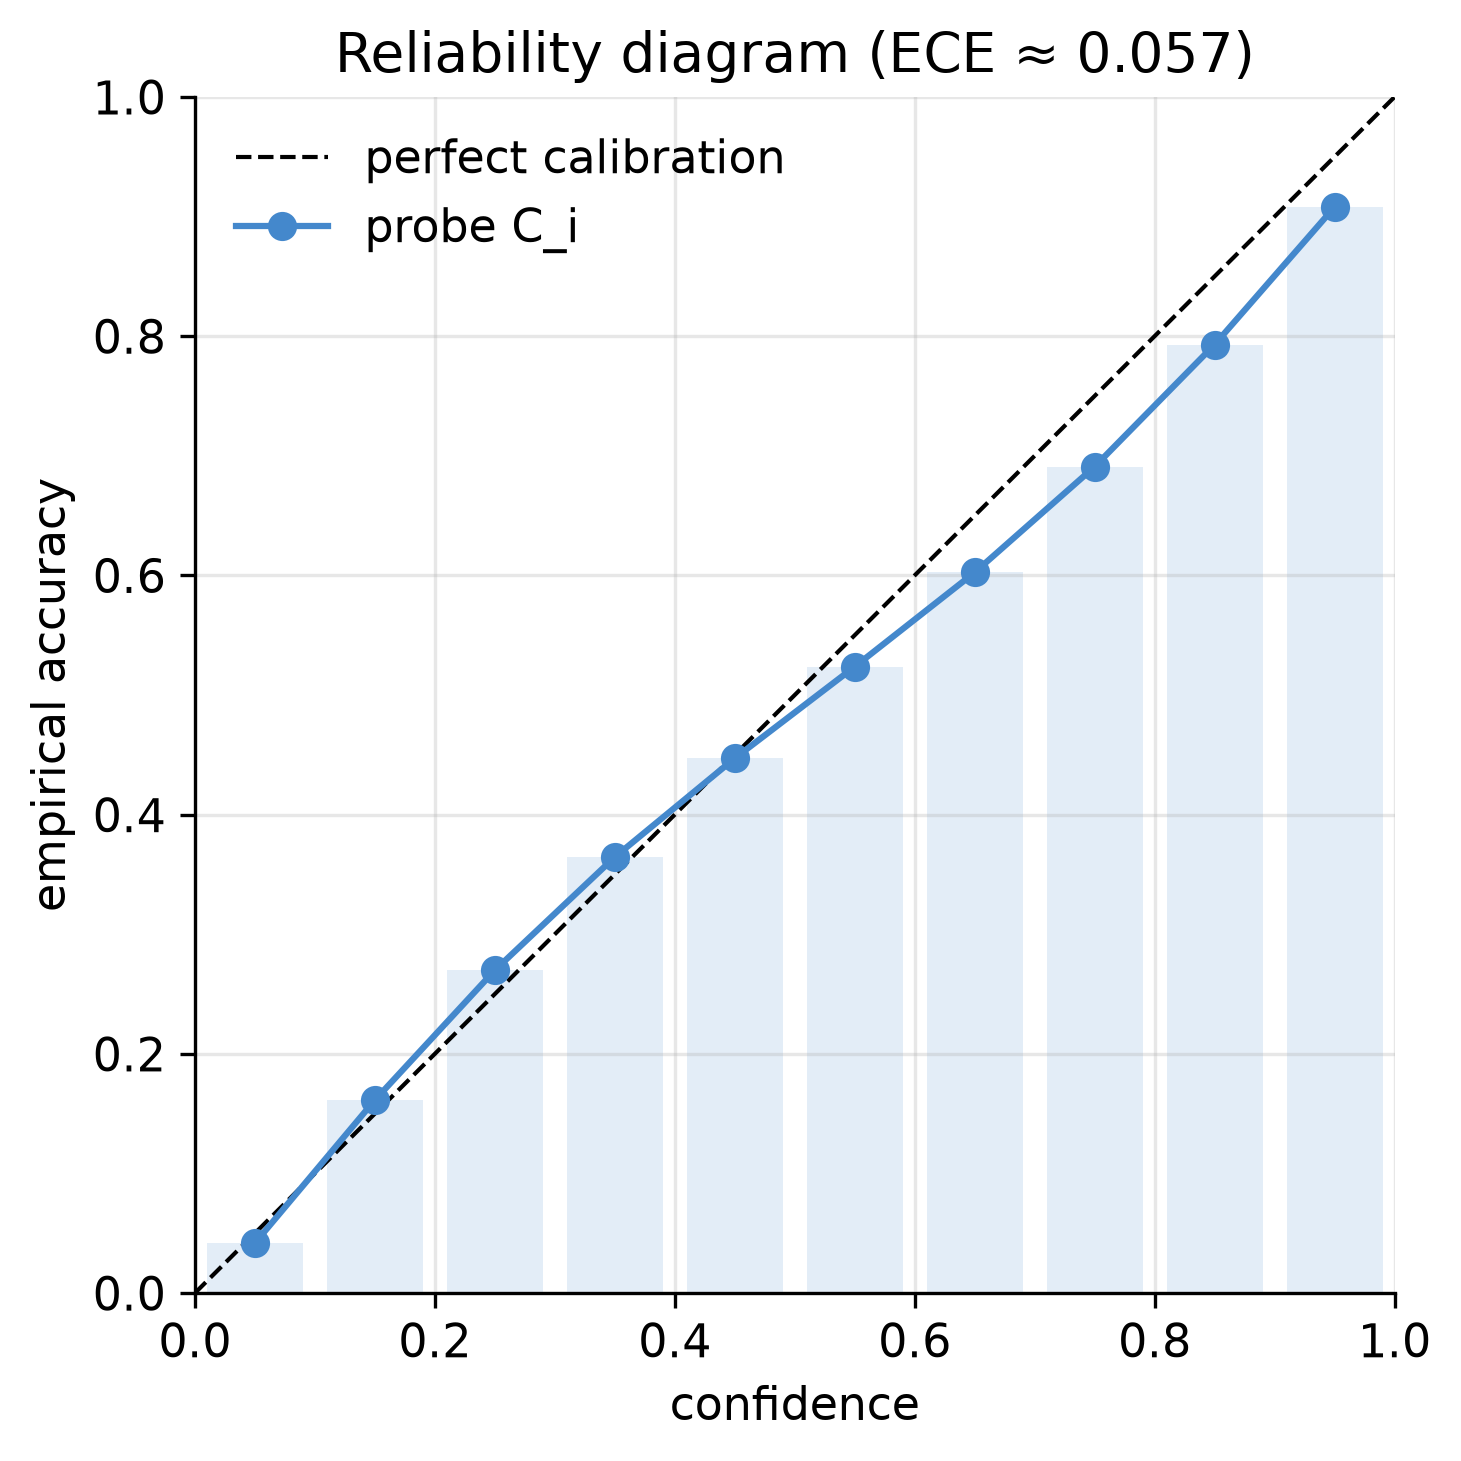 Reliability diagram (ECE ≈ 0.057)
perfect calibration
probe C_i
1.0
0.8
0.6
0.4
0.2
0.0
empirical accuracy
0.0 0.2 0.4 0.6 0.8 1.0
confidence